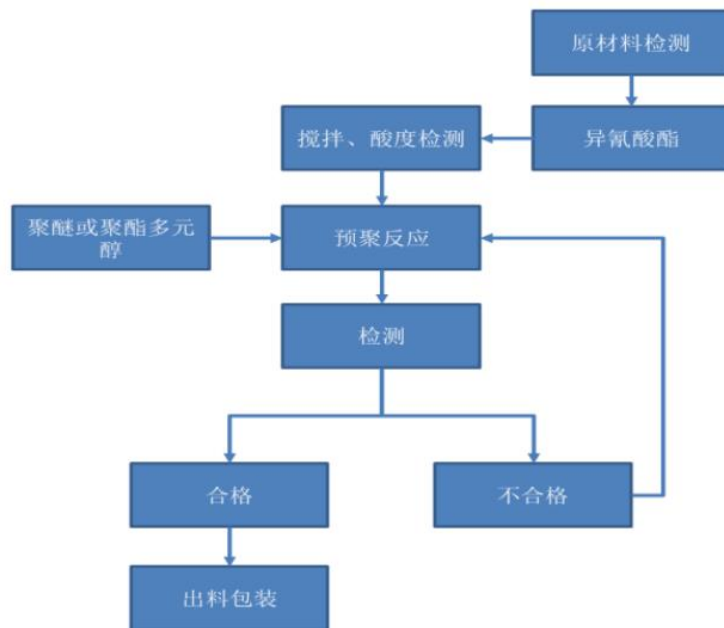 原材料检测
异氰酸酯
搅拌、酸度检测
聚醚或聚酯多元
醇
预聚反应
检测
合格
不合格
出料包装